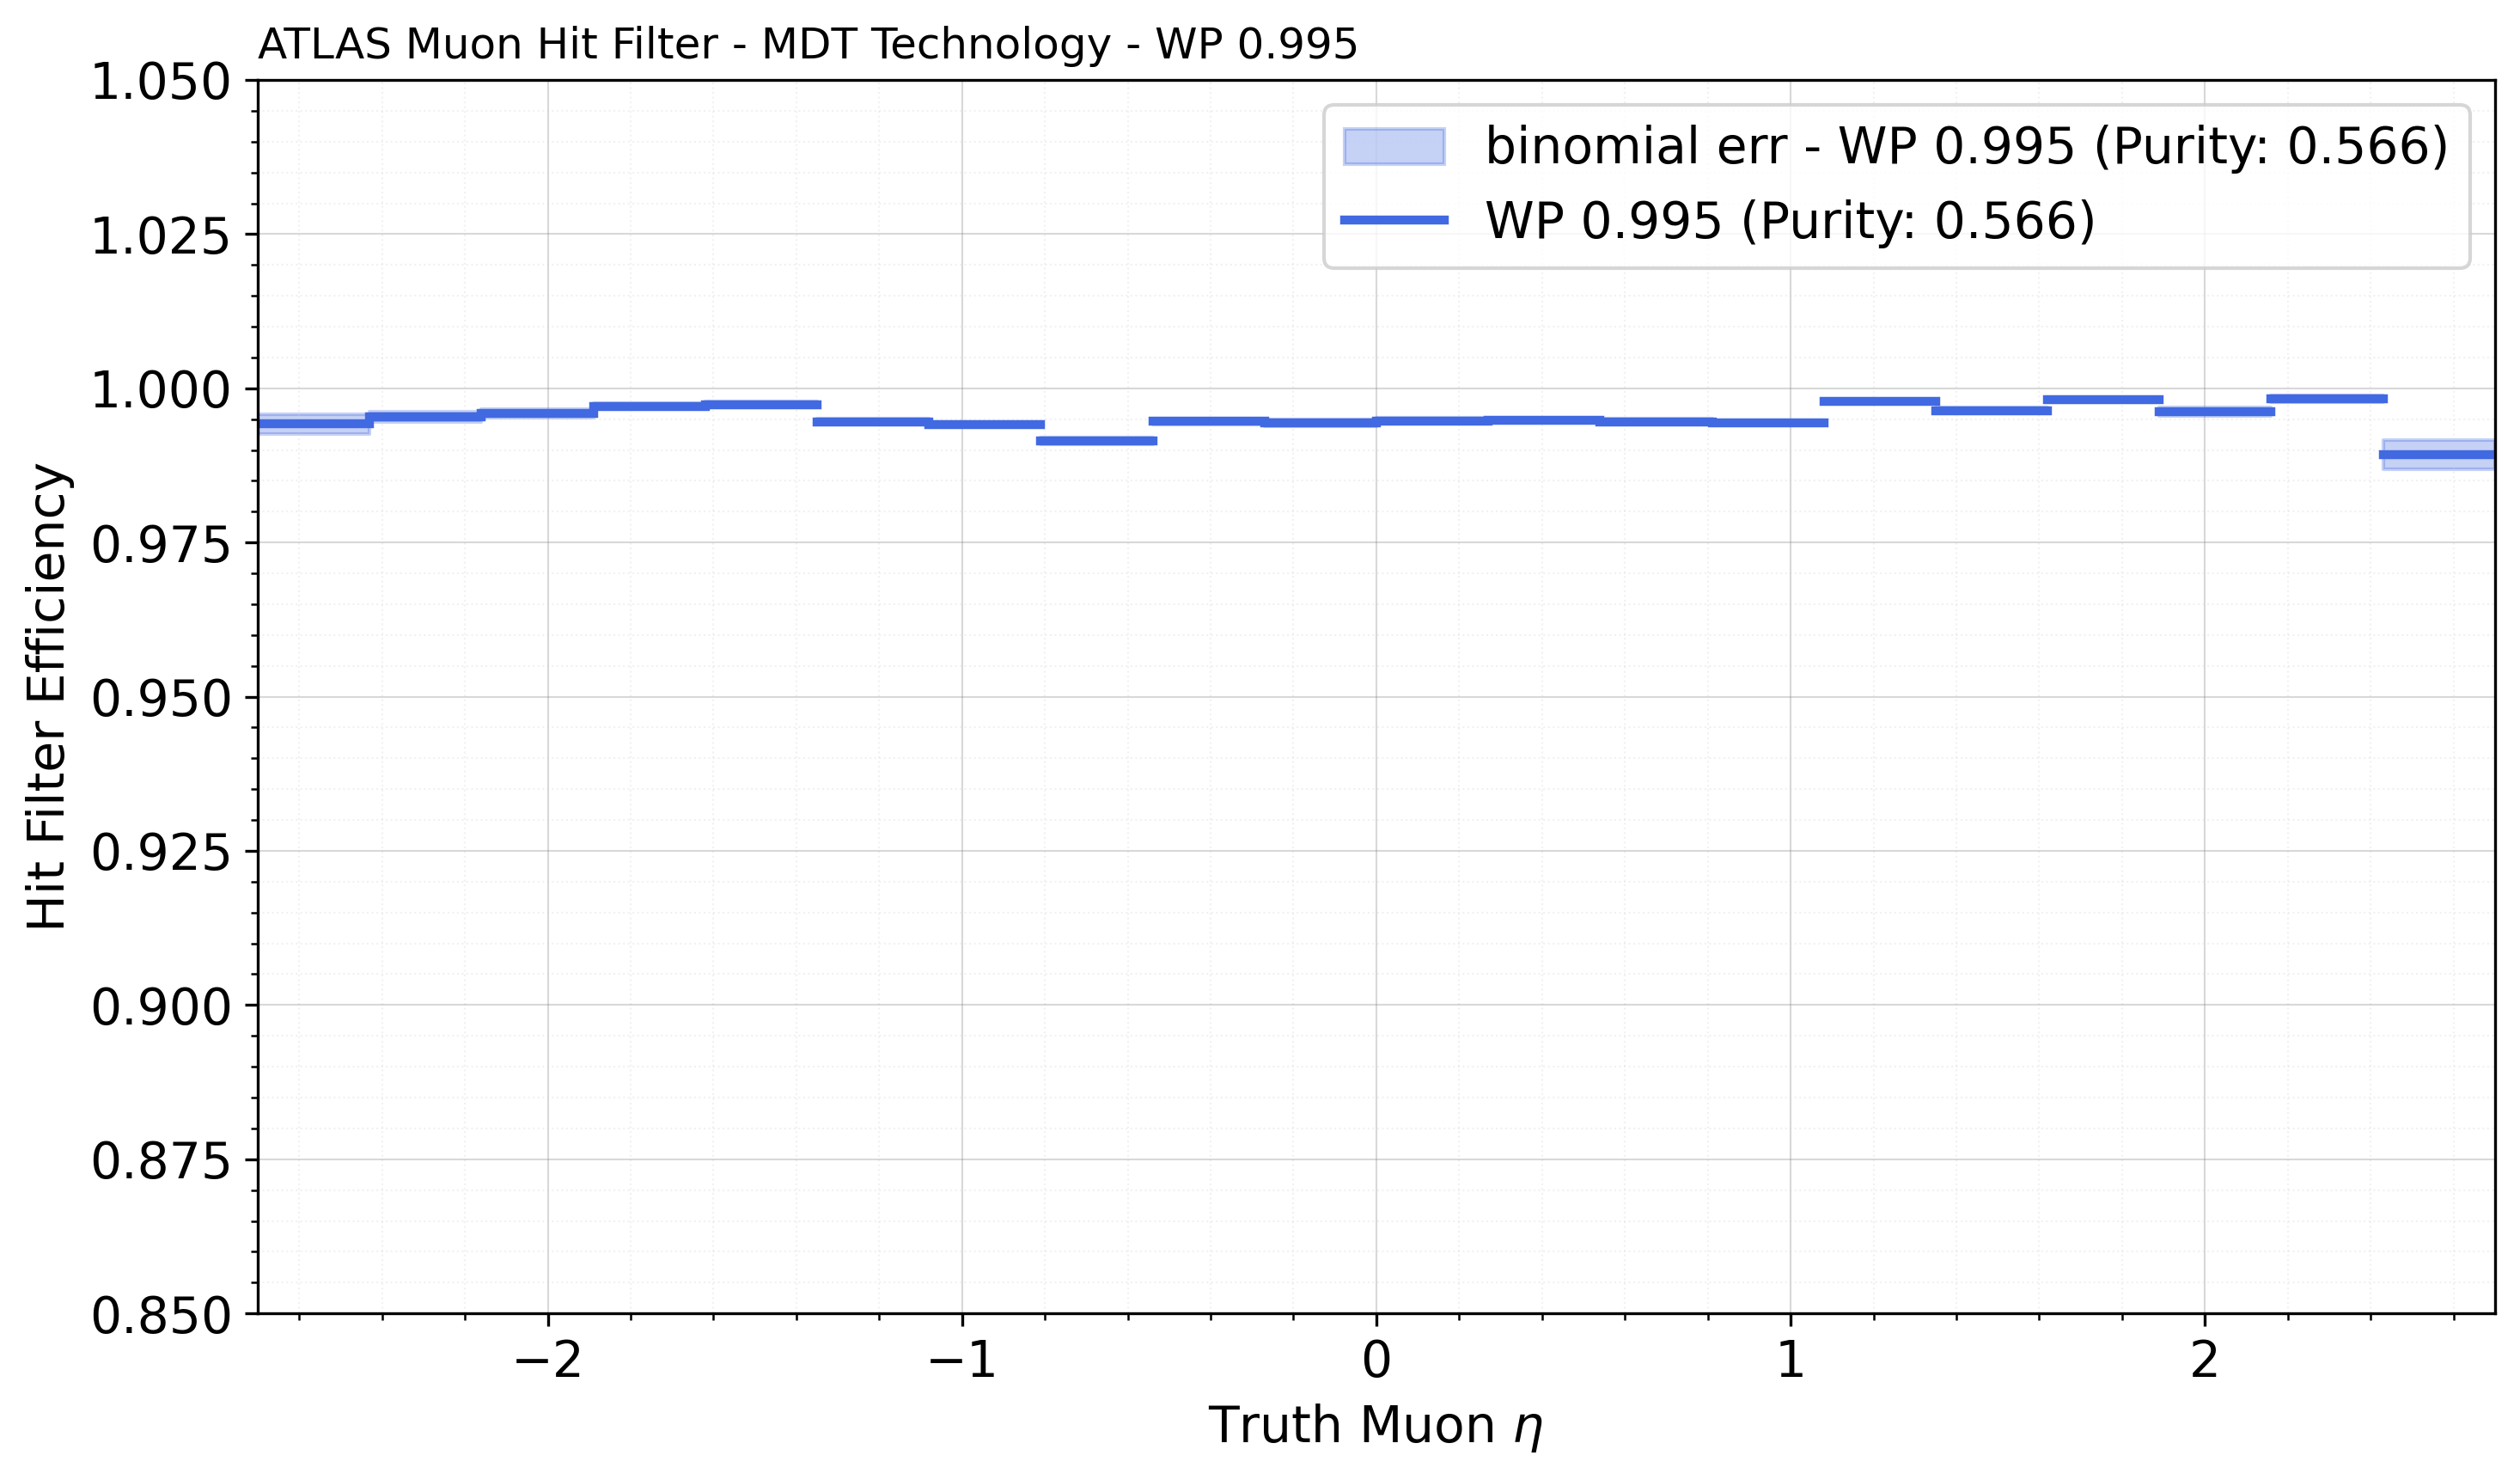 ATLAS Muon Hit Filter - MDT Technology - WP 0.995
1.050
1.025
1.000
0.975
0.950
0.925
0.900
0.875
0.850
Hit Filter Efficiency
binomial err - WP 0.995 (Purity: 0.566)
WP 0.995 (Purity: 0.566)
−2 −1 0 1 2
Truth Muon η